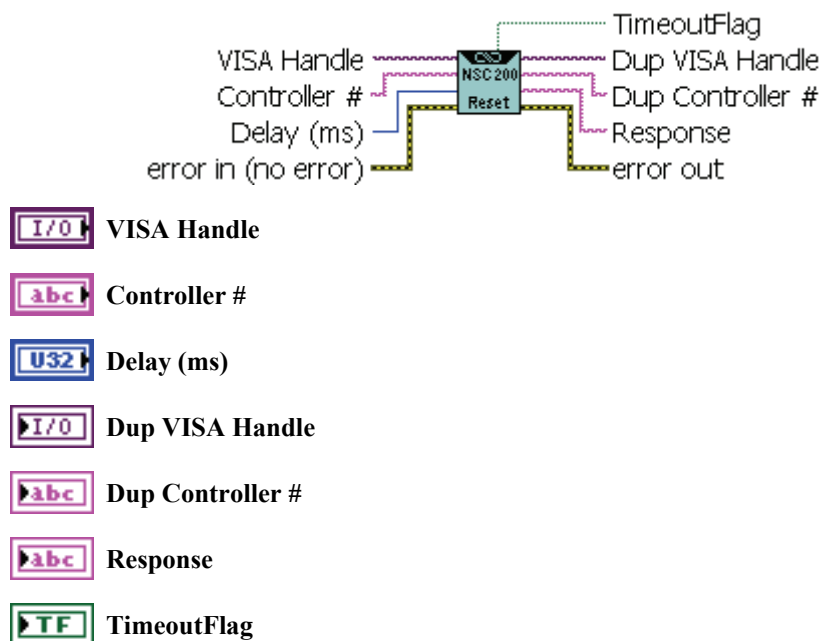 TimeoutFlag
VISA Handle NSC200 Dup VISA Handle
Controller # Reset Dup Controller #
Delay (ms) Response
error in (no error) error out
I/O VISA Handle
abc Controller #
U32 Delay (ms)
I/O Dup VISA Handle
abc Dup Controller #
abc Response
TF TimeoutFlag